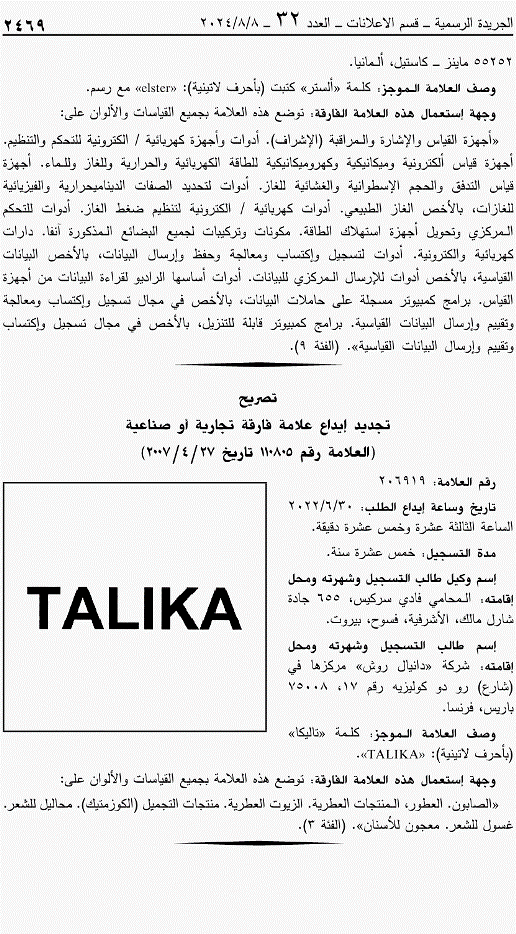 الجريدة الرسمية ـ قسم الاعلانات ـ العدد ٣٢ ـ ٢٠٢٤/٨/٨
٢٤٦٩
٥٥٢٥٢ ماينز ـ كاستيل، ألمانيا.
وصف العلامة الموجز: كلمة «ألستر» كتبت (بأحرف لاتينية): «elster» مع رسم.
وجهة إستعمال هذه العلامة الفارقة: توضع هذه العلامة بجميع القياسات والألوان على:
«أجهزة القياس والإشارة والمراقبة (الإشراف). أدوات وأجهزة كهربائية / الكترونية للتحكم والتنظيم.
أجهزة قياس ألكترونية وميكانيكية وكهروميكانيكية للطاقة الكهربائية والحرارية وللغاز وللماء. أجهزة
قياس التدفق والحجم الإسطوانية والغشائية للغاز. أدوات لتحديد الصفات الديناميحرارية والفيزيائية
للغازات، بالأخص الغاز الطبيعي. أدوات كهربائية / الكترونية لتنظيم ضغط الغاز. أدوات للتحكم
المركزي وتحويل أجهزة استهلاك الطاقة. مكونات وتركيبات لجميع البضائع المذكورة آنفا. دارات
كهربائية والكترونية. أدوات لتسجيل وإكتساب ومعالجة وحفظ وإرسال البيانات، بالأخص البيانات
القياسية، بالأخص أدوات للإرسال المركزي للبيانات. أدوات أساسها الراديو لقراءة البيانات من أجهزة
القياس. برامج كمبيوتر مسجلة على حاملات البيانات، بالأخص في مجال تسجيل وإكتساب ومعالجة
وتقييم وإرسال البيانات القياسية. برامج كمبيوتر قابلة للتنزيل، بالأخص في مجال تسجيل وإكتساب
وتقييم وإرسال البيانات القياسية». (الفئة ٩).
تصريح
تجديد إيداع علامة فارقة تجارية أو صناعية
(العلامة رقم ١١٠٨٠٥ تاريخ ٢٠٠٧/٤/٢٧)
رقم العلامة: ٢٠٦٩١٩
تاريخ وساعة إيداع الطلب: ٢٠٢٢/٦/٣٠
الساعة الثالثة عشرة وخمس عشرة دقيقة.
مدة التسجيل: خمس عشرة سنة.
إسم وكيل طالب التسجيل وشهرته ومحل
إقامته: المحامي فادي سركيس، ٦٥٥ جادة
شارل مالك، الأشرفية، فسوح، بيروت.
إسم طالب التسجيل وشهرته ومحل
إقامته: شركة «دانيال روش» مركزها في
(شارع) رو دو كوليزيه رقم ١٧، ٧٥٠٠٨
باريس، فرنسا.
وصف العلامة الموجز: كلمة «تاليكا»
(بأحرف لاتينية): «TALIKA».
TALIKA
وجهة إستعمال هذه العلامة الفارقة: توضع هذه العلامة بجميع القياسات والألوان على:
«الصابون. العطور، المنتجات العطرية. الزيوت العطرية. منتجات التجميل (الكوزمتيك). محاليل للشعر.
غسول للشعر. معجون للأسنان». (الفئة ٣).